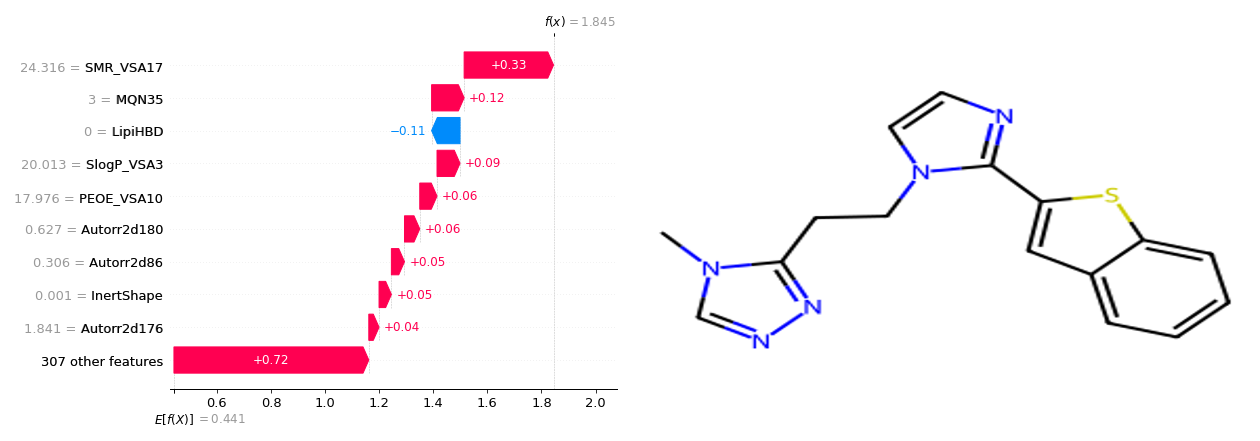 f(x) = 1.845
24.316 = SMR_VSA17 +0.33
3 = MQN35 +0.12
0 = LipiHBD −0.11
20.013 = SlogP_VSA3 +0.09
17.976 = PEOE_VSA10 +0.06
0.627 = Autorr2d180 +0.06
0.306 = Autorr2d86 +0.05
0.001 = InertShape +0.05
1.841 = Autorr2d176 +0.04
307 other features +0.72
0.6 0.8 1.0 1.2 1.4 1.6 1.8 2.0
E[f(X)] = 0.441
N
N
S
N
N
N